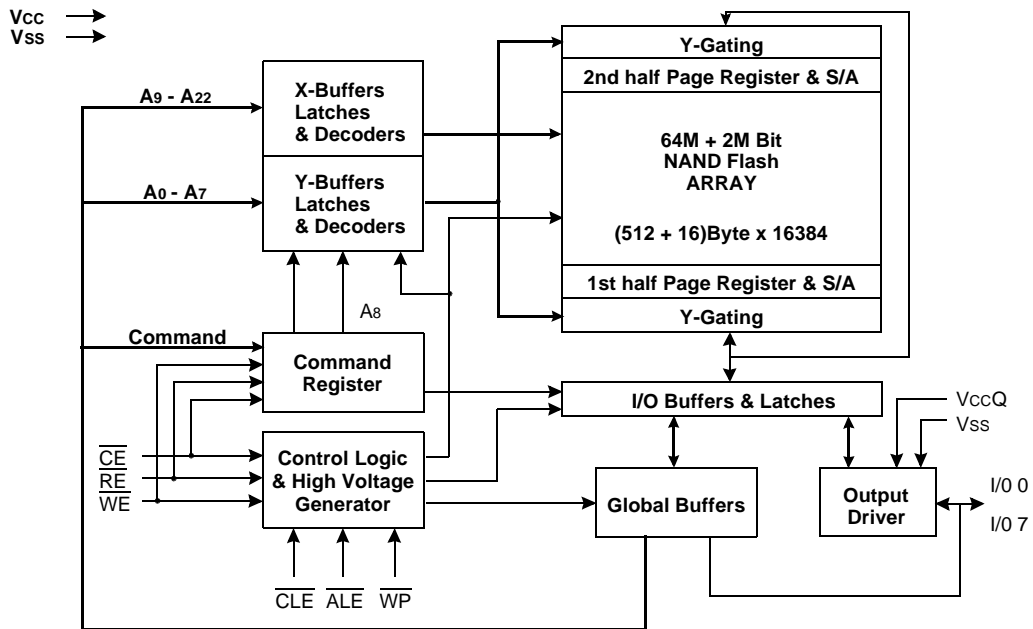 VCC
VSS
A9 - A22
X-Buffers
Latches
& Decoders
A0 - A7
Y-Buffers
Latches
& Decoders
Y-Gating
2nd half Page Register & S/A
64M + 2M Bit
NAND Flash
ARRAY
(512 + 16)Byte x 16384
1st half Page Register & S/A
Y-Gating
A8
Command
Command
Register
I/O Buffers & Latches
VCCQ
VSS
CE
RE
WE
Control Logic
& High Voltage
Generator
Global Buffers
Output
Driver
I/0 0
I/0 7
CLE
ALE
WP